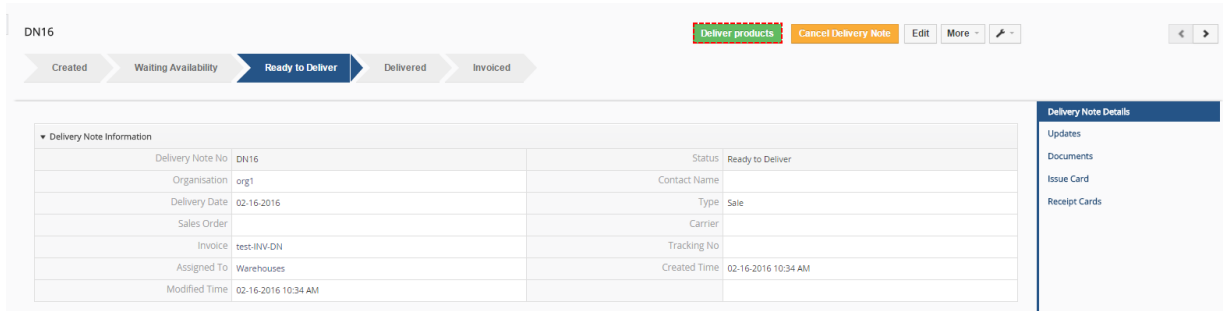 DN16
Deliver products Cancel Delivery Note Edit More
Created Waiting Availability Ready to Deliver Delivered Invoiced
Delivery Note Information
Delivery Note No DN16 Status Ready to Deliver
Organisation org1 Contact Name
Delivery Date 02-16-2016 Type Sale
Sales Order Carrier
Invoice test-INV-DN Tracking No
Assigned To Warehouses Created Time 02-16-2016 10:34 AM
Modified Time 02-16-2016 10:34 AM
Delivery Note Details
Updates
Documents
Issue Card
Receipt Cards